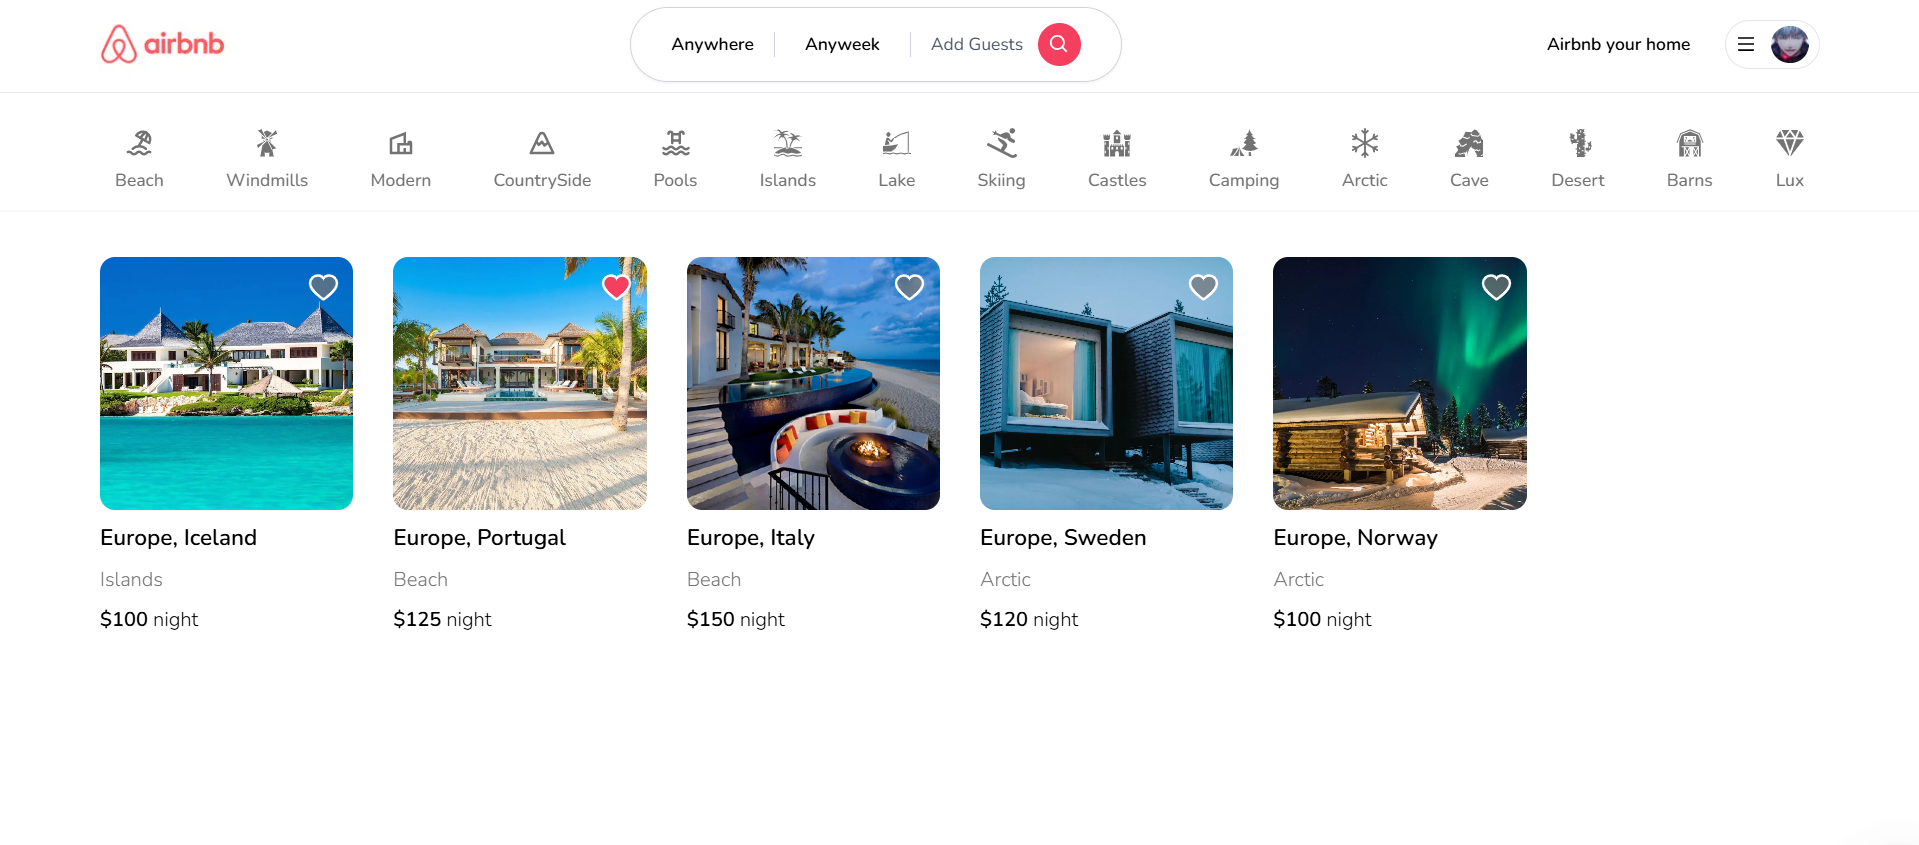 airbnb
Anywhere
Anyweek
Add Guests
Airbnb your home
Beach
Windmills
Modern
CountrySide
Pools
Islands
Lake
Skiing
Castles
Camping
Arctic
Cave
Desert
Barns
Lux
Europe, Iceland
Islands
$100 night
Europe, Portugal
Beach
$125 night
Europe, Italy
Beach
$150 night
Europe, Sweden
Arctic
$120 night
Europe, Norway
Arctic
$100 night